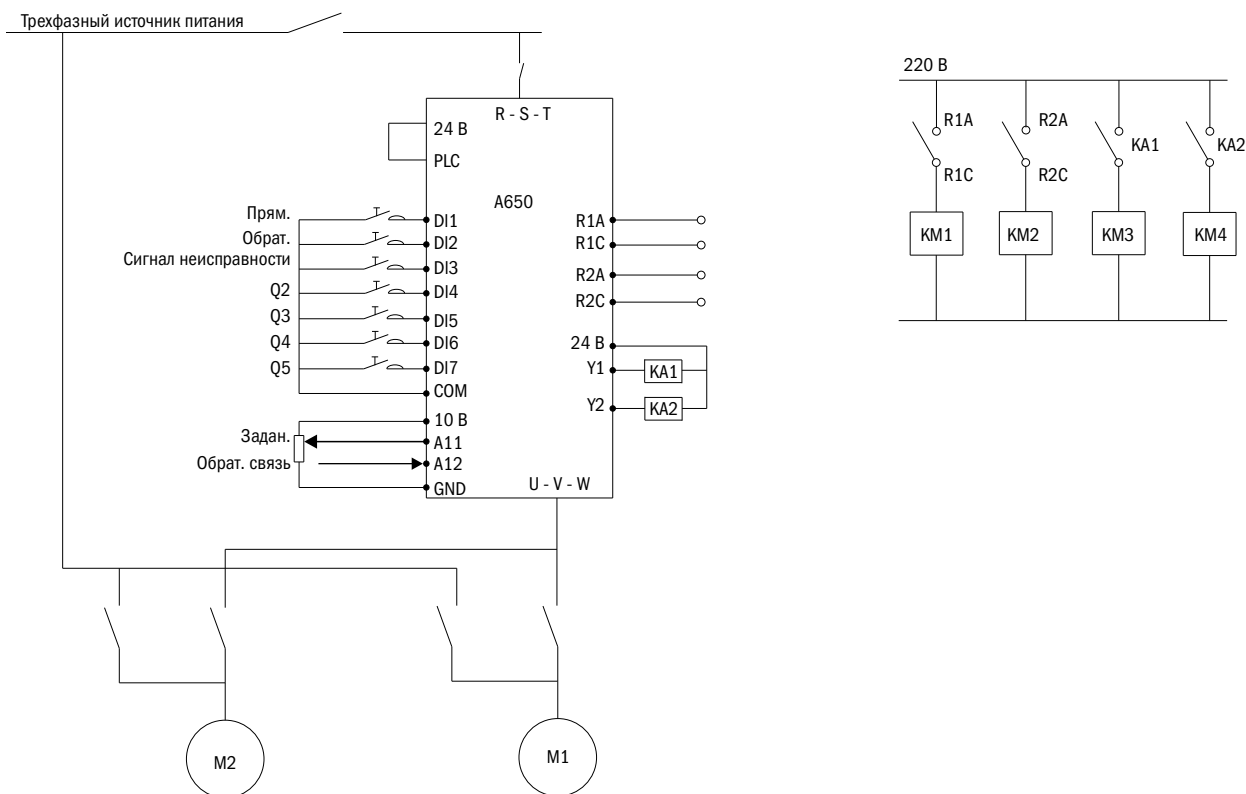 Трехфазный источник питания
R - S - T
24 В
PLC
A650
Прям.
DI1
Обрат.
DI2
Сигнал неисправности
DI3
Q2
DI4
Q3
DI5
Q4
DI6
Q5
DI7
COM
10 В
Задан.
A11
Обрат. связь
A12
GND
R1A
R1C
R2A
R2C
24 В
Y1
KA1
Y2
KA2
U - V - W
M2
M1
220 В
R1A
R2A
KA1
KA2
R1C
R2C
KM1
KM2
KM3
KM4